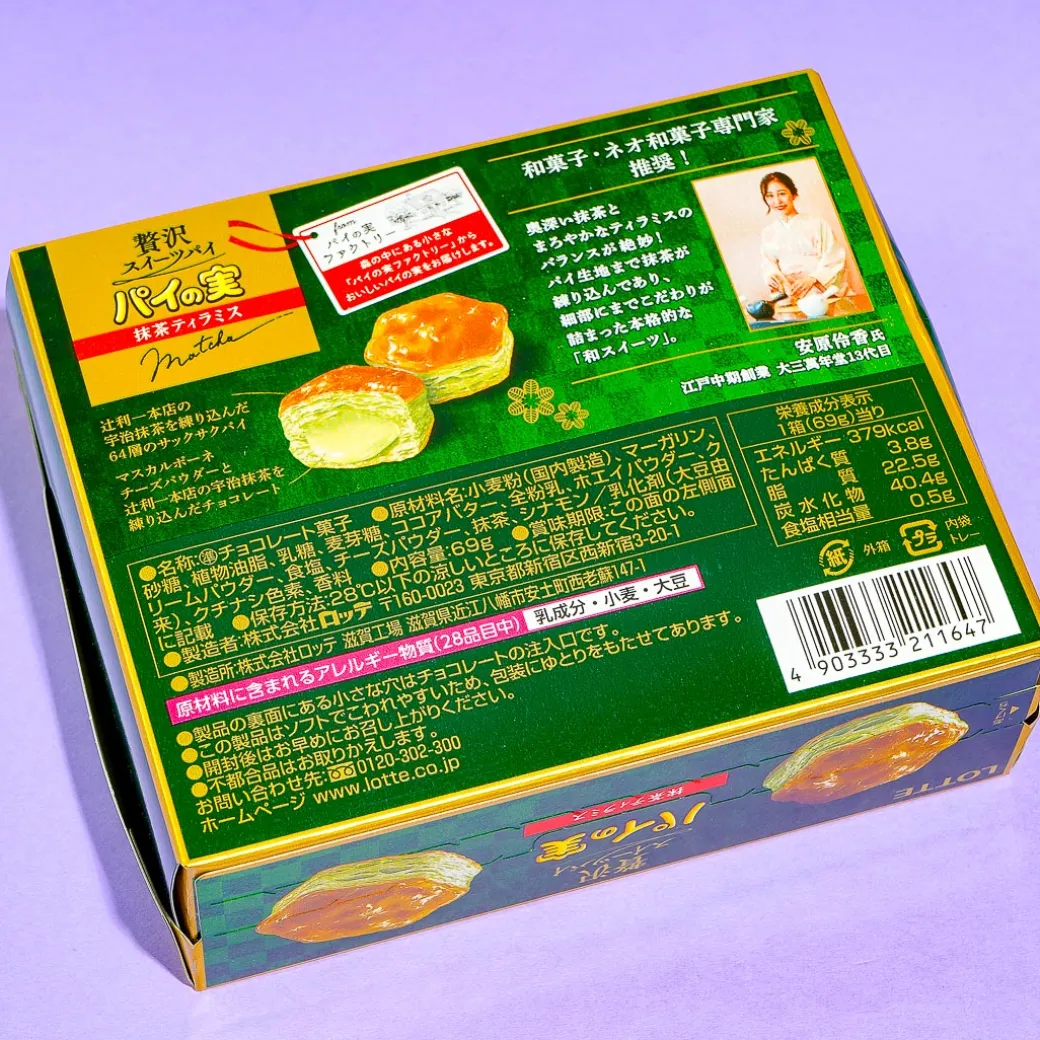 贅沢
スイーツパイ
パイの実
抹茶ティラミス
Matcha
from
パイの実
ファクトリー
森の中にある小さな
「パイの実ファクトリー」から
おいしいパイの実をお届けします。
和菓子・ネオ和菓子専門家
推奨！
奥深い抹茶と
まろやかなティラミスの
バランスが絶妙！
パイ生地まで抹茶が
練り込んであり、
細部にまでこだわりが
詰まった本格的な
「和スイーツ」。
安原伶香氏
江戸中期創業 大三萬年堂13代目
辻利一本店の
宇治抹茶を練り込んだ
64層のサックサクパイ
マスカルポーネ
チーズパウダーと
辻利一本店の宇治抹茶を
練り込んだチョコレート
●名称:準チョコレート菓子 ●原材料名:小麦粉(国内製造)、マーガリン、
砂糖、植物油脂、乳糖、麦芽糖、ココアバター、全粉乳、ホエイパウダー、ク
リームパウダー、食塩、チーズパウダー、抹茶、シナモン／乳化剤(大豆由
来)、クチナシ色素、香料 ●内容量:69g ●賞味期限:この面の左側面
に記載 ●保存方法:28℃以下の涼しいところに保存してください。
●製造者:株式会社ロッテ 〒160-0023 東京都新宿区西新宿3-20-1
●製造所:株式会社ロッテ 滋賀工場 滋賀県近江八幡市安土町西老蘇147-1
原材料に含まれるアレルギー物質(28品目中) 乳成分・小麦・大豆
●製品の裏面にある小さな穴はチョコレートの注入口です。
●この製品はソフトでこわれやすいため、包装にゆとりをもたせてあります。
●開封後はお早めにお召し上がりください。
●不都合品はお取りかえします。
お問い合わせ先:0120-302-300
ホームページ www.lotte.co.jp
栄養成分表示
1箱(69g)当り
エネルギー 379kcal
たんぱく質 3.8g
脂質 22.5g
炭水化物 40.4g
食塩相当量 0.5g
紙
外箱
プラ
内袋
トレー
4 903333 211647
LOTTE
贅沢
スイーツパイ
パイの実
抹茶ティラミス